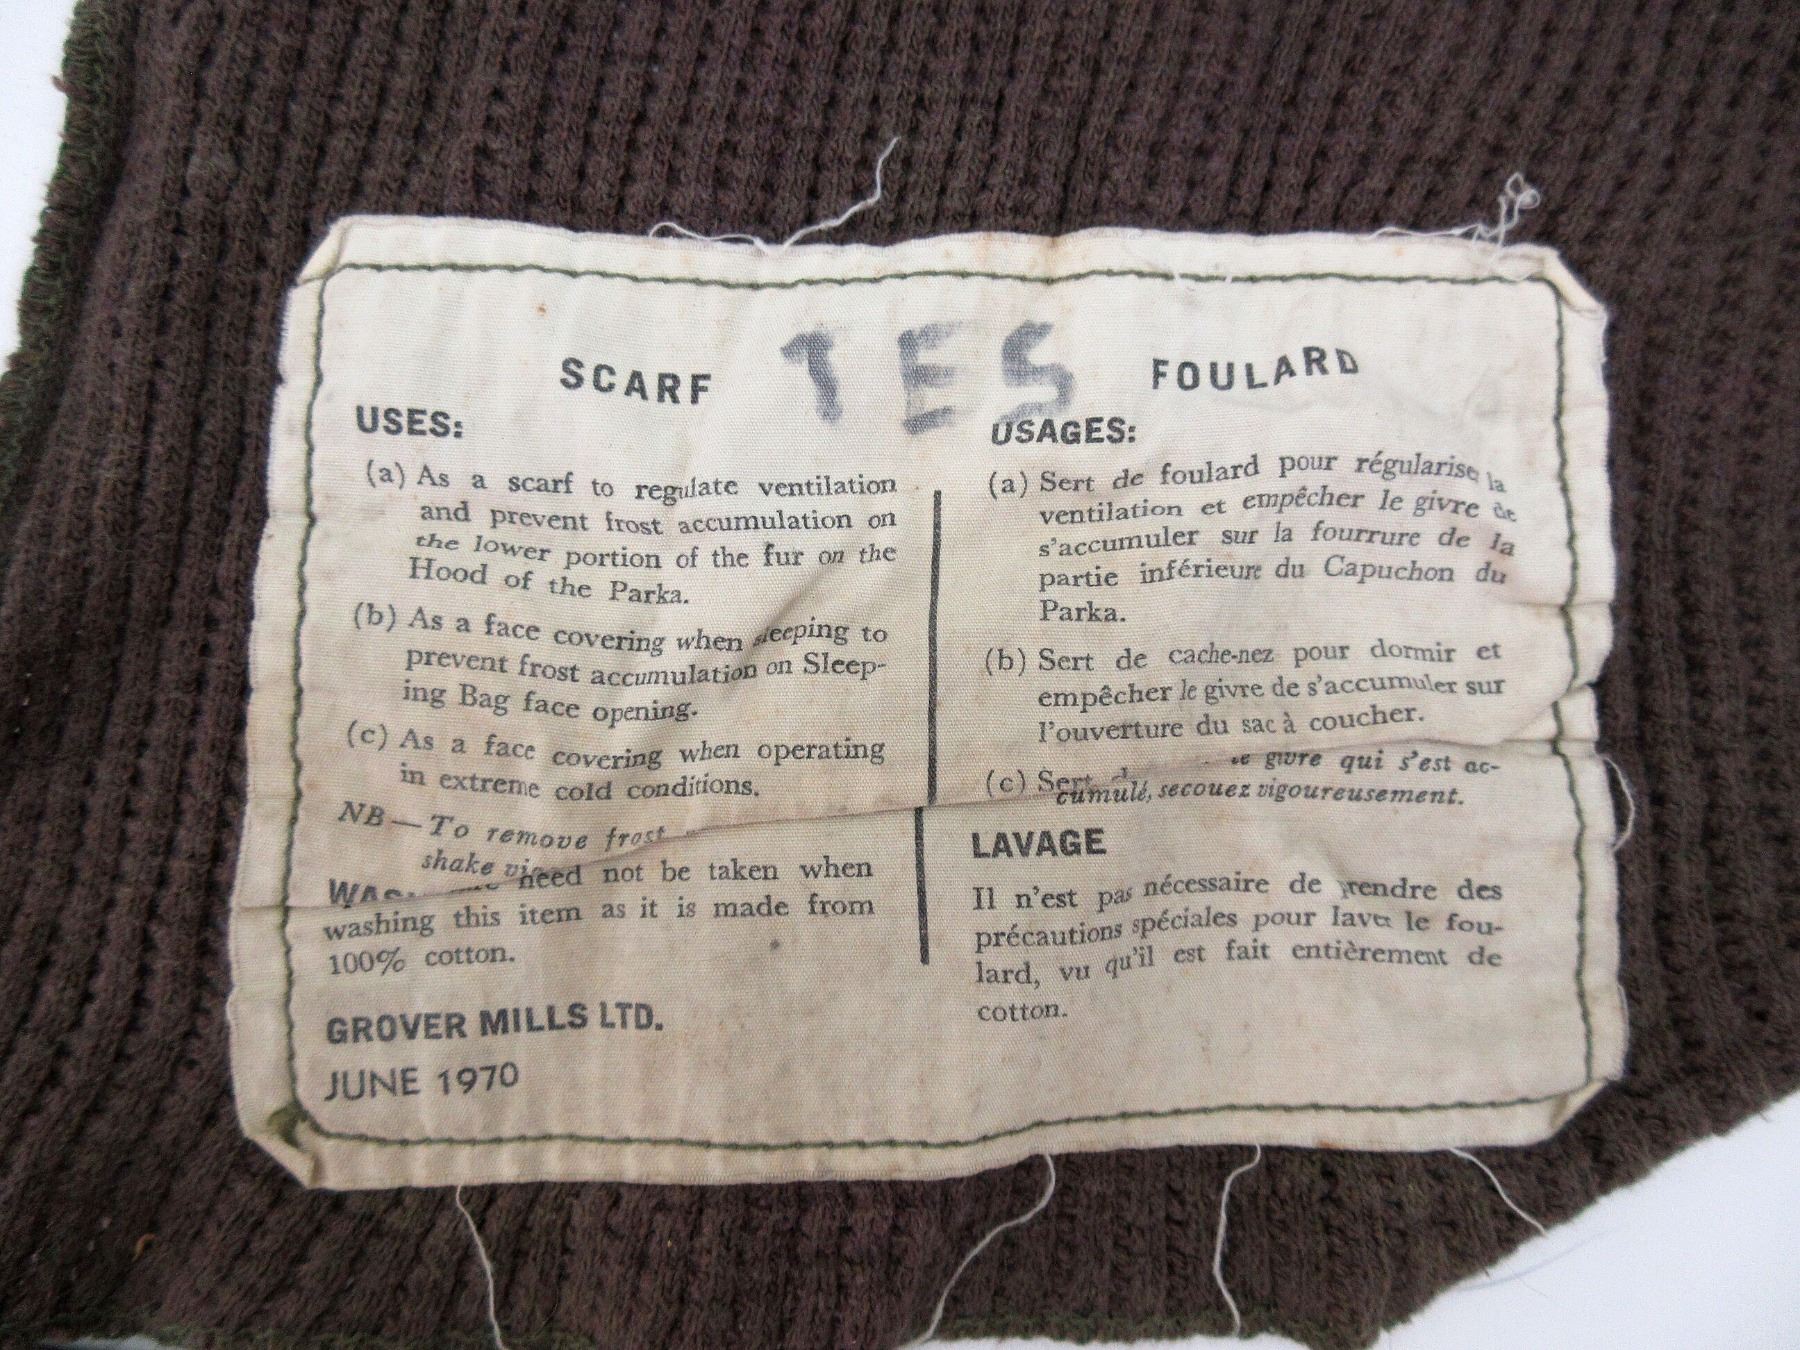 TES
SCARF
USES:
(a) As a scarf to regulate ventilation
and prevent frost accumulation on
the lower portion of the fur on the
Hood of the Parka.
(b) As a face covering when sleeping to
prevent frost accumulation on Sleep-
ing Bag face opening.
(c) As a face covering when operating
in extreme cold conditions.
NB—To remove frost
shake
need not be taken when
washing this item as it is made from
100% cotton.
GROVER MILLS LTD.
JUNE 1970
FOULARD
USAGES:
(a) Sert de foulard pour régularise la
ventilation et empêcher le givre de
s'accumuler sur la fourrure de la
partie inférieure du Capuchon du
Parka.
(b) Sert de cache-nez pour dormir et
empêcher le givre de s'accumuler sur
l'ouverture du sac à coucher.
(c) Sert
givre qui s'est ac-
cumulé, secouez vigoureusement.
LAVAGE
Il n'est pas nécessaire de prendre des
précautions spéciales pour laver le fou-
lard, vu qu'il est fait entièrement de
cotton.